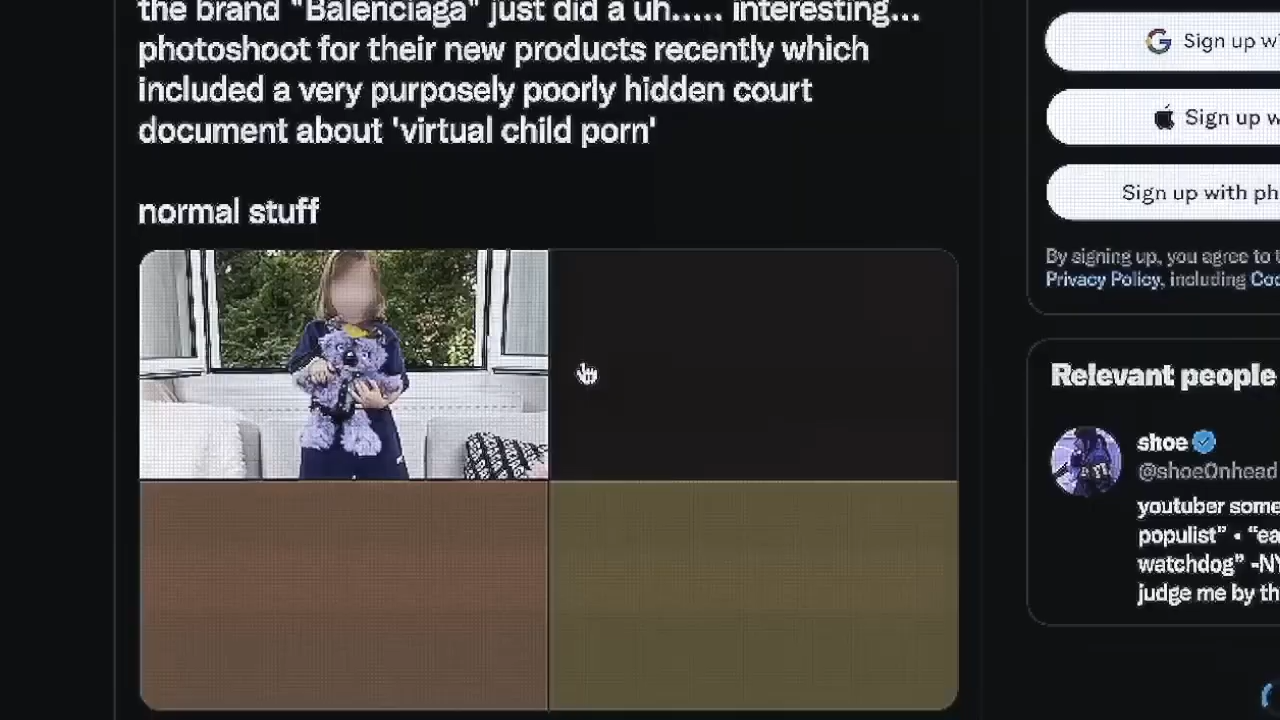 the brand "Balenciaga" just did a uh..... interesting...
photoshoot for their new products recently which
included a very purposely poorly hidden court
document about 'virtual child porn'
normal stuff
Sign up wi
Sign up w
Sign up with ph
By signing up, you agree to t
Privacy Policy, including Coo
Relevant people
shoe
@shoe0nhead
youtuber some
populist" • "ea
watchdog" -NY
judge me by th